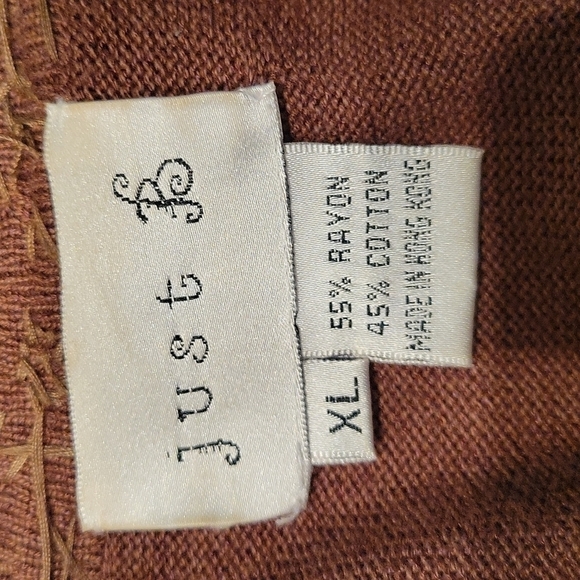 just
55% RAYON
45% COTTON
MADE IN HONG KONG
XL